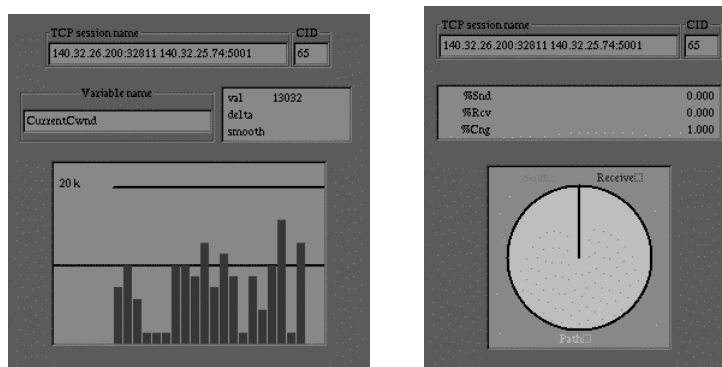 TCP session name
CID
140.32.26.200:32811 140.32.25.74:5001
65
Variable name
CurrentCwnd
val 13032
delta
smooth
20 k
TCP session name
CID
140.32.26.200:32811 140.32.25.74:5001
65
%Snd 0.000
%Rcv 0.000
%Cng 1.000
Send...
Receive
Path